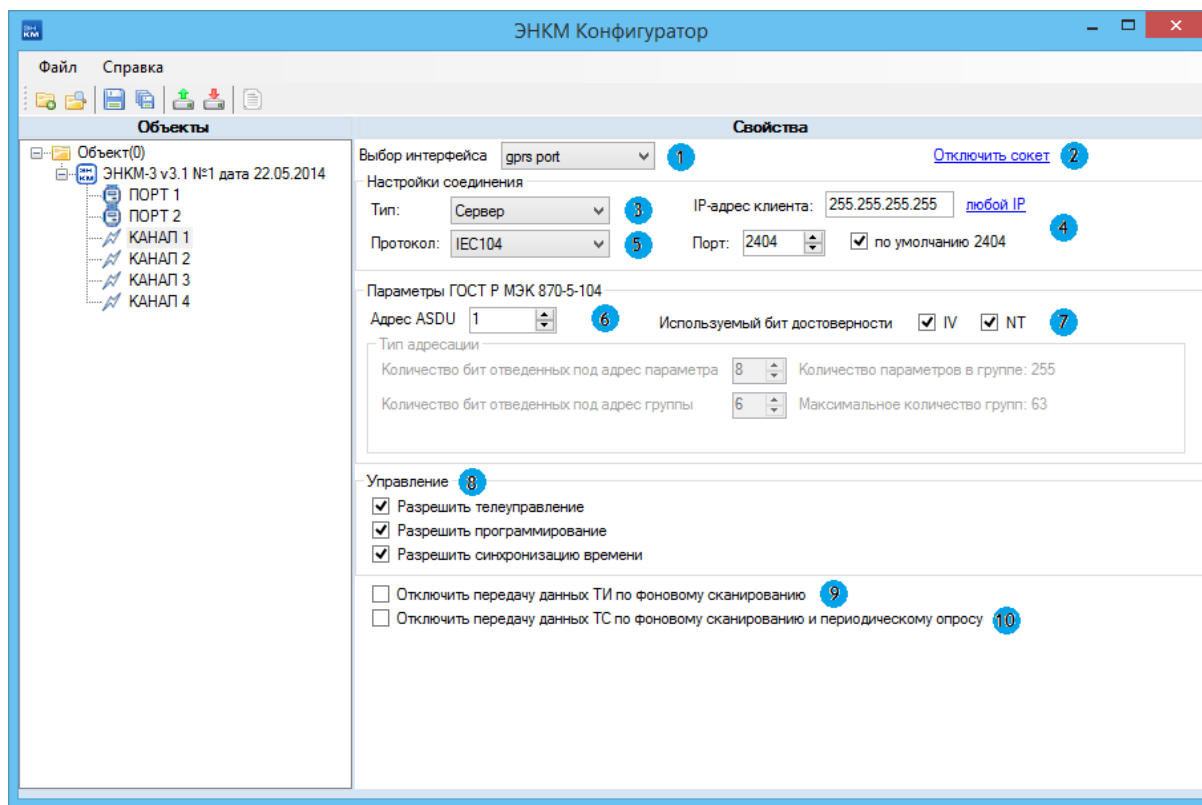 ЭНКМ Конфигуратор
Файл Справка
Объекты
Свойства
Объект(0)
ЭНКМ-3 v3.1 №1 дата 22.05.2014
ПОРТ 1
ПОРТ 2
КАНАЛ 1
КАНАЛ 2
КАНАЛ 3
КАНАЛ 4
Выбор интерфейса gprs port 1 Отключить сокет 2
Настройки соединения
Тип: Сервер 3 IP-адрес клиента: 255.255.255.255 любой IP
4
Протокол: IEC104 5 Порт: 2404 по умолчанию 2404
Параметры ГОСТ Р МЭК 870-5-104
Адрес ASDU 1 6 Используемый бит достоверности IV NT 7
Тип адресации
Количество бит отведенных под адрес параметра 8 Количество параметров в группе: 255
Количество бит отведенных под адрес группы 6 Максимальное количество групп: 63
Управление 8
Разрешить телеуправление
Разрешить программирование
Разрешить синхронизацию времени
Отключить передачу данных ТИ по фоновому сканированию 9
Отключить передачу данных ТС по фоновому сканированию и периодическому опросу 10